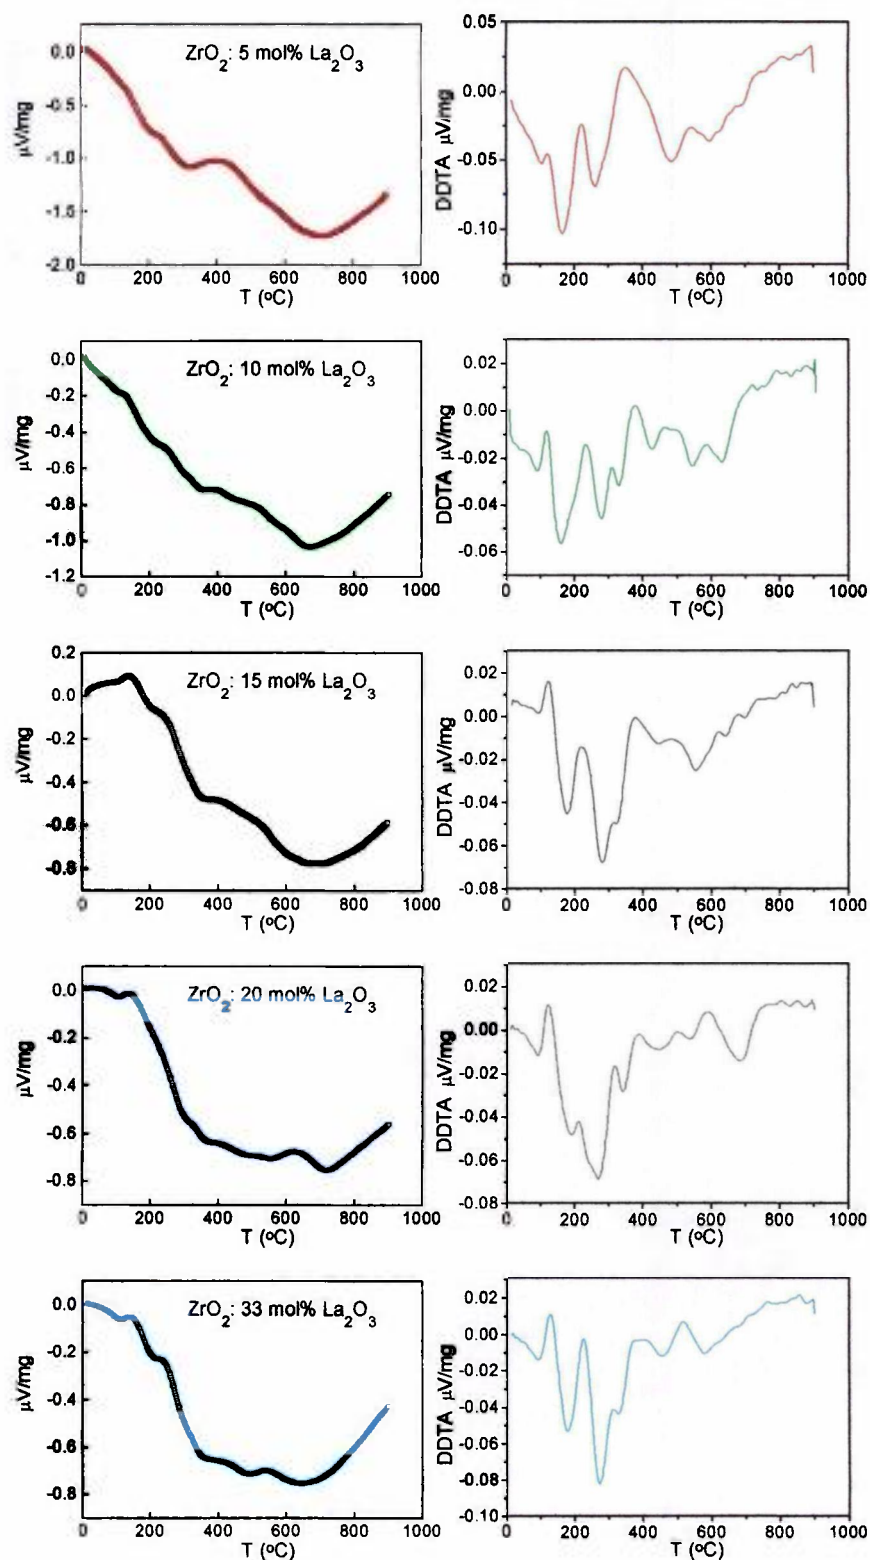 ZrO2: 5 mol% La2O3
μV/mg
0.0
-0.5
-1.0
-1.5
-2.0
0 200 400 600 800 1000
T (oC)
DDTA μV/mg
0.05
0.00
-0.05
-0.10
0 200 400 600 800 1000
T (oC)
ZrO2: 10 mol% La2O3
μV/mg
0.0
-0.2
-0.4
-0.6
-0.8
-1.0
-1.2
0 200 400 600 800 1000
T (oC)
DDTA μV/mg
0.02
0.00
-0.02
-0.04
-0.06
0 200 400 600 800 1000
T (oC)
ZrO2: 15 mol% La2O3
μV/mg
0.2
0.0
-0.2
-0.4
-0.6
-0.8
0 200 400 600 800 1000
T (oC)
DDTA μV/mg
0.02
0.00
-0.02
-0.04
-0.06
-0.08
0 200 400 600 800 1000
T (oC)
ZrO2: 20 mol% La2O3
μV/mg
0.0
-0.2
-0.4
-0.6
-0.8
0 200 400 600 800 1000
T (oC)
DDTA μV/mg
0.02
0.00
-0.02
-0.04
-0.06
-0.08
0 200 400 600 800 1000
T (oC)
ZrO2: 33 mol% La2O3
μV/mg
0.0
-0.2
-0.4
-0.6
-0.8
0 200 400 600 800 1000
T (oC)
DDTA μV/mg
0.02
0.00
-0.02
-0.04
-0.06
-0.08
-0.10
0 200 400 600 800 1000
T (oC)